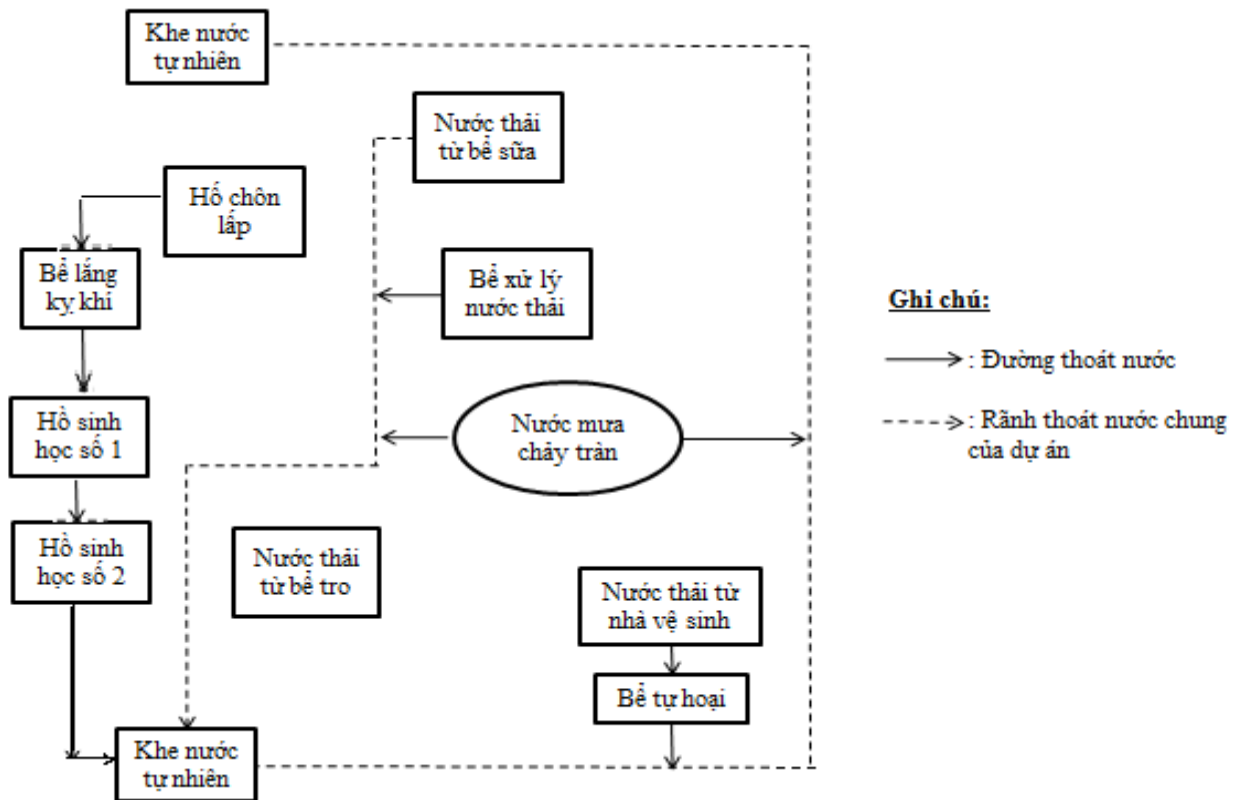 Khe nước
tự nhiên
Nước thải
từ bể sữa
Hố chôn
lấp
Bể lắng
kỵ khí
Bể xử lý
nước thải
Ghi chú:
: Đường thoát nước
Hồ sinh
học số 1
Nước mưa
chảy tràn
: Rãnh thoát nước chung
của dự án
Hồ sinh
học số 2
Nước thải
từ bể tro
Nước thải từ
nhà vệ sinh
Bể tự hoại
Khe nước
tự nhiên